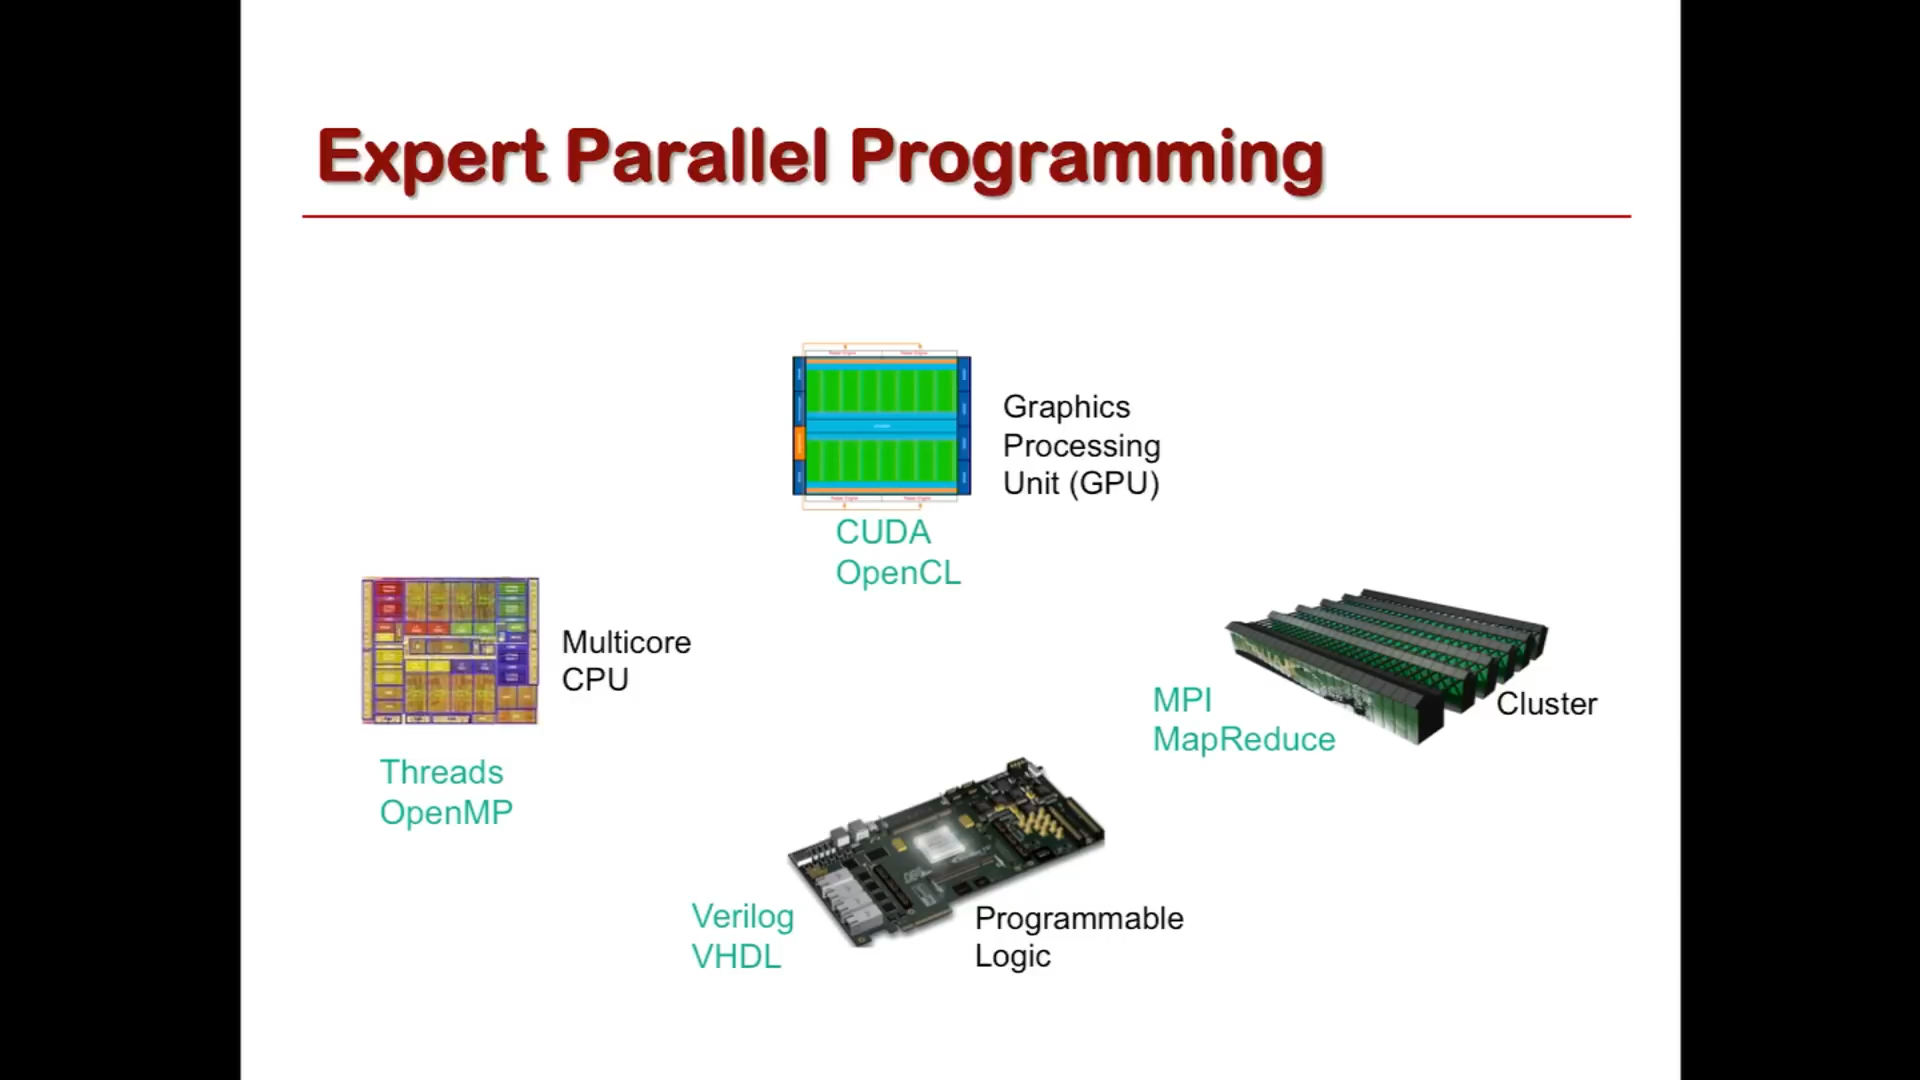 Expert Parallel Programming
Graphics
Processing
Unit (GPU)
CUDA
OpenCL
Multicore
CPU
Threads
OpenMP
MPI
MapReduce
Cluster
Verilog
VHDL
Programmable
Logic